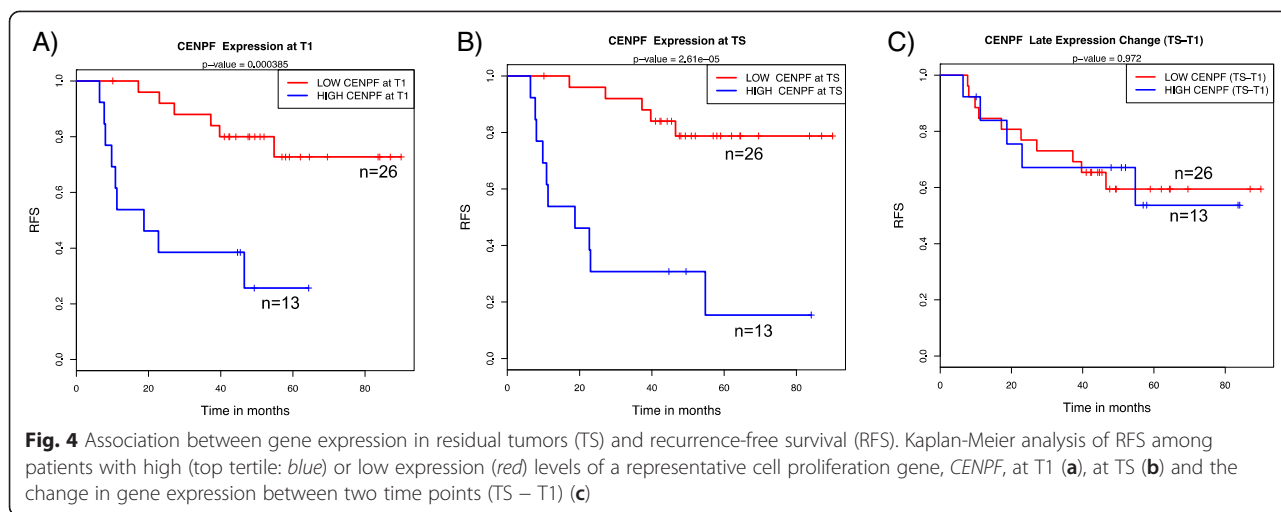 A)
CENPF Expression at T1
p-value = 0.000385
LOW CENPF at T1
HIGH CENPF at T1
n=26
n=13
RFS
0.0
0.2
0.4
0.6
0.8
1.0
0
20
40
60
80
Time in months
B)
CENPF Expression at TS
p-value = 2.61e-05
LOW CENPF at TS
HIGH CENPF at TS
n=26
n=13
RFS
0.0
0.2
0.4
0.6
0.8
1.0
0
20
40
60
80
Time in months
C)
CENPF Late Expression Change (TS-T1)
p-value = 0.972
LOW CENPF (TS-T1)
HIGH CENPF (TS-T1)
n=26
n=13
RFS
0.0
0.2
0.4
0.6
0.8
1.0
0
20
40
60
80
Time in months
Fig. 4 Association between gene expression in residual tumors (TS) and recurrence-free survival (RFS). Kaplan-Meier analysis of RFS among
patients with high (top tertile: blue) or low expression (red) levels of a representative cell proliferation gene, CENPF, at T1 (a), at TS (b) and the
change in gene expression between two time points (TS − T1) (c)